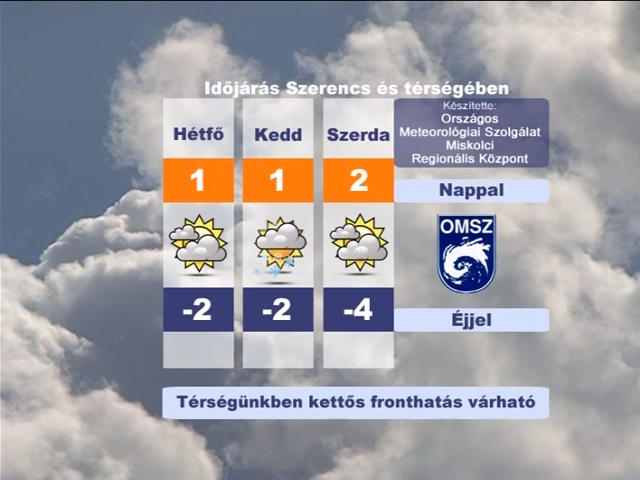 Időjárás Szerencs és térségében
Hétfő Kedd Szerda
Készítette:
Országos
Meteorológiai Szolgálat
Miskolci
Regionális Központ
1 1 2
Nappal
OMSZ
-2 -2 -4
Éjjel
Térségünkben kettős fronthatás várható